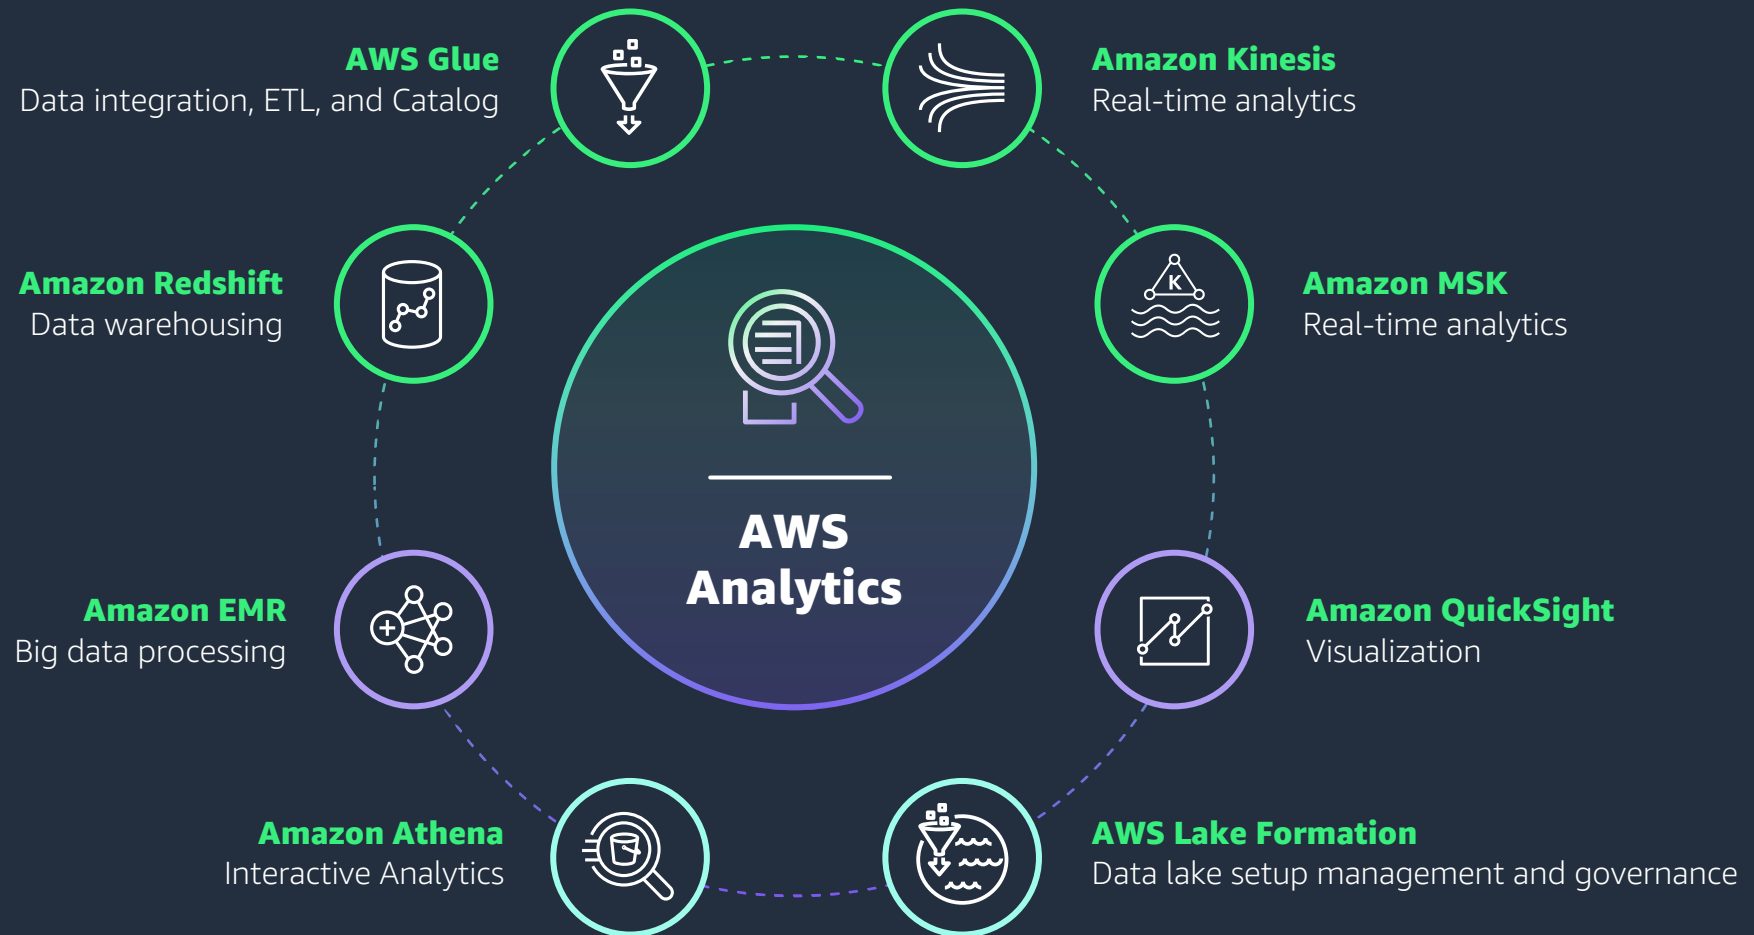 AWS Glue
Data integration, ETL, and Catalog
Amazon Kinesis
Real-time analytics
Amazon Redshift
Data warehousing
K
Amazon MSK
Real-time analytics
AWS
Analytics
Amazon EMR
Big data processing
Amazon QuickSight
Visualization
Amazon Athena
Interactive Analytics
AWS Lake Formation
Data lake setup management and governance